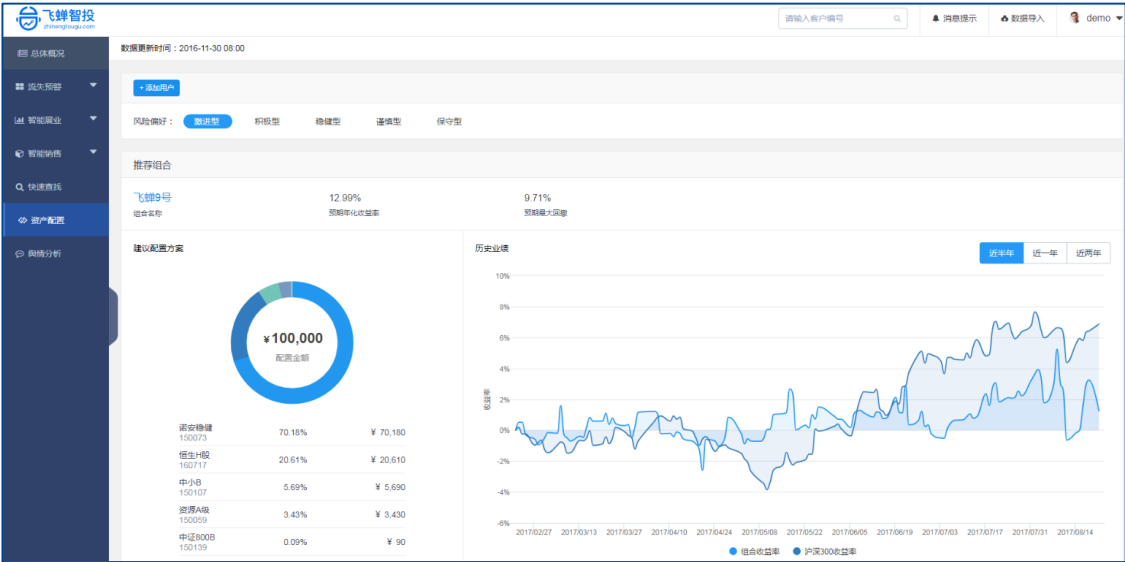 飞蝉智投
zhinengtougu.com
请输入客户编号
消息提示
数据导入
demo
总体概况
流失预警
智能展业
智能销售
快速查找
资产配置
舆情分析
数据更新时间：2016-11-30 08:00
+添加用户
风险偏好： 激进型 积极型 稳健型 谨慎型 保守型
推荐组合
飞蝉9号 12.99% 9.71%
组合名称 预期年化收益率 预期最大回撤
建议配置方案
¥100,000
配置金额
诺安稳健 70.18% ¥ 70,180
150073
恒生H股 20.61% ¥ 20,610
160717
中小B 5.69% ¥ 5,690
150107
资源A级 3.43% ¥ 3,430
150059
中证800B 0.09% ¥ 90
150139
历史业绩
近半年 近一年 近两年
收益率
10%
8%
6%
4%
2%
0%
-2%
-4%
-6%
2017/02/27 2017/03/13 2017/03/27 2017/04/10 2017/04/24 2017/05/08 2017/05/22 2017/06/05 2017/06/19 2017/07/03 2017/07/17 2017/07/31 2017/08/14
组合收益率 沪深300收益率